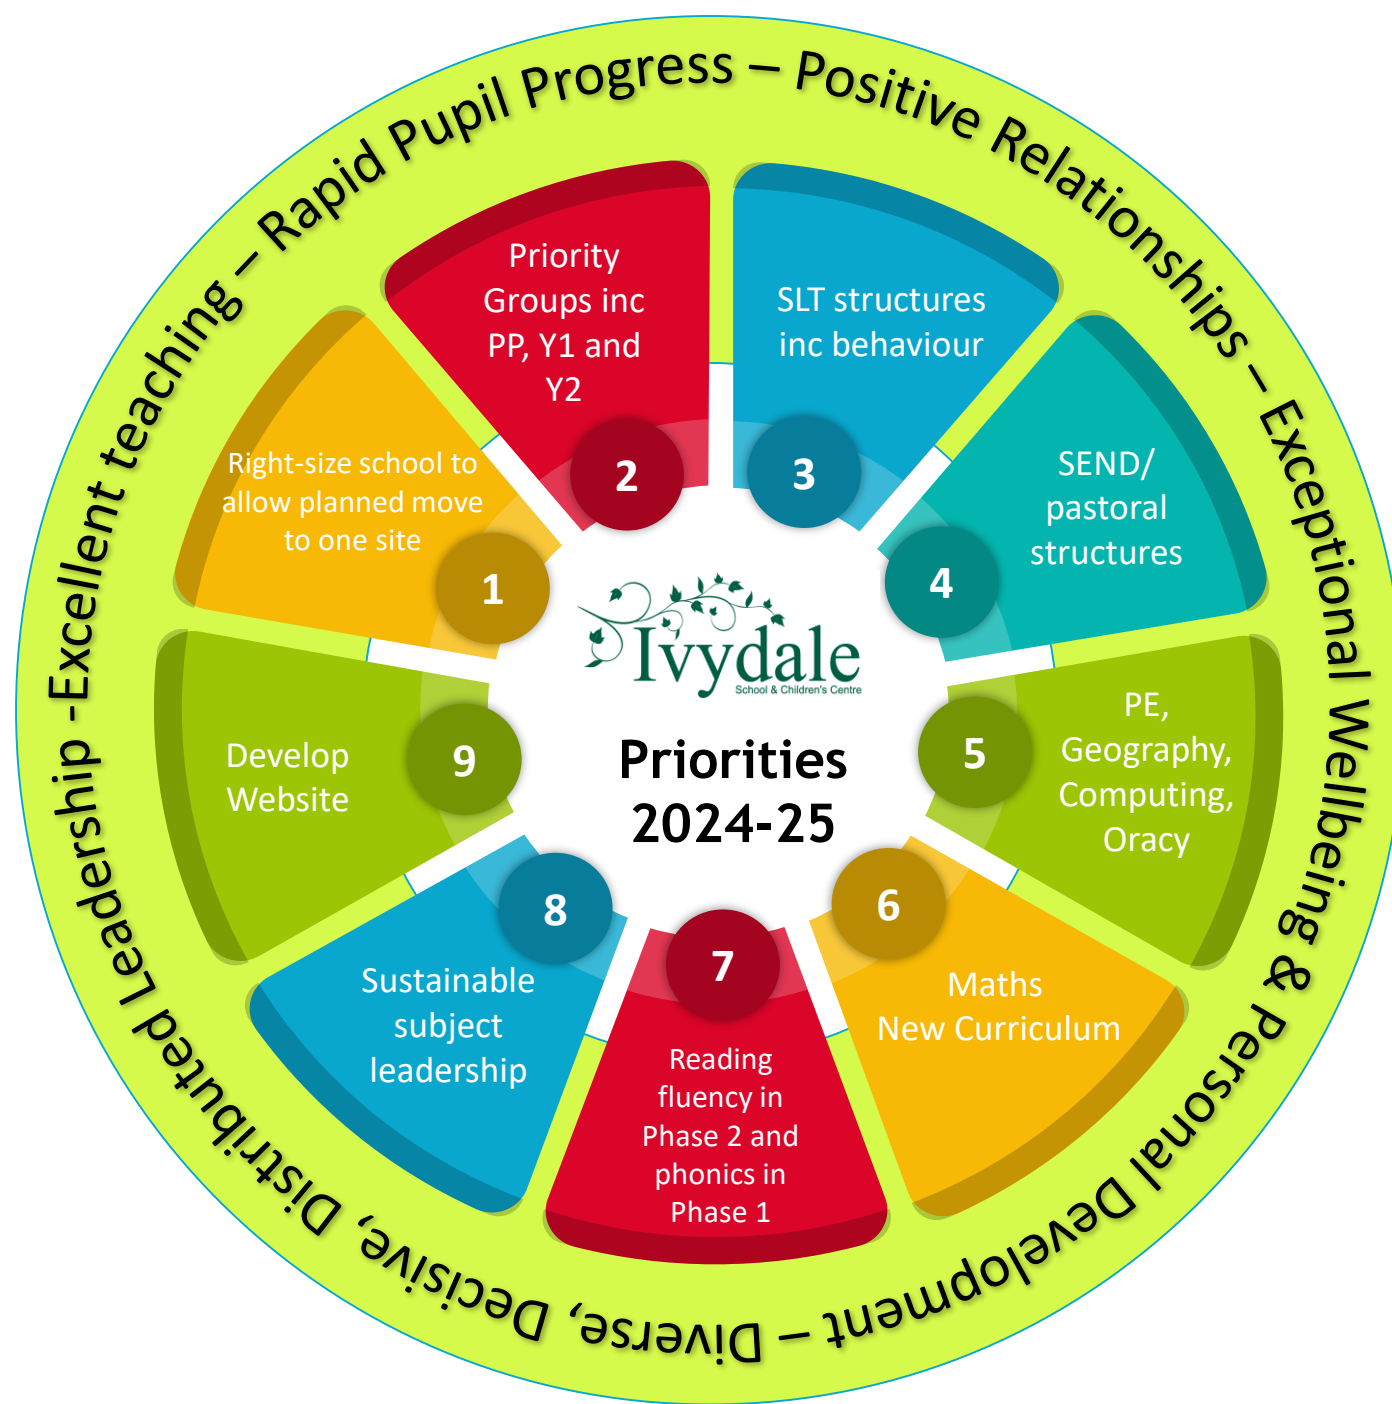 Excellent teaching – Rapid Pupil Progress – Positive Relationships – Exceptional Wellbeing & Personal Development – Diverse, Decisive, Distributed Leadership -
Right-size school to
allow planned move
to one site
1
Priority
Groups inc
PP, Y1 and
Y2
2
SLT structures
inc behaviour
3
SEND/
pastoral
structures
4
PE,
Geography,
Computing,
Oracy
5
Maths
New Curriculum
6
Reading
fluency in
Phase 2 and
phonics in
Phase 1
7
Sustainable
subject
leadership
8
Develop
Website
9
Ivydale
School & Children's Centre
Priorities
2024-25